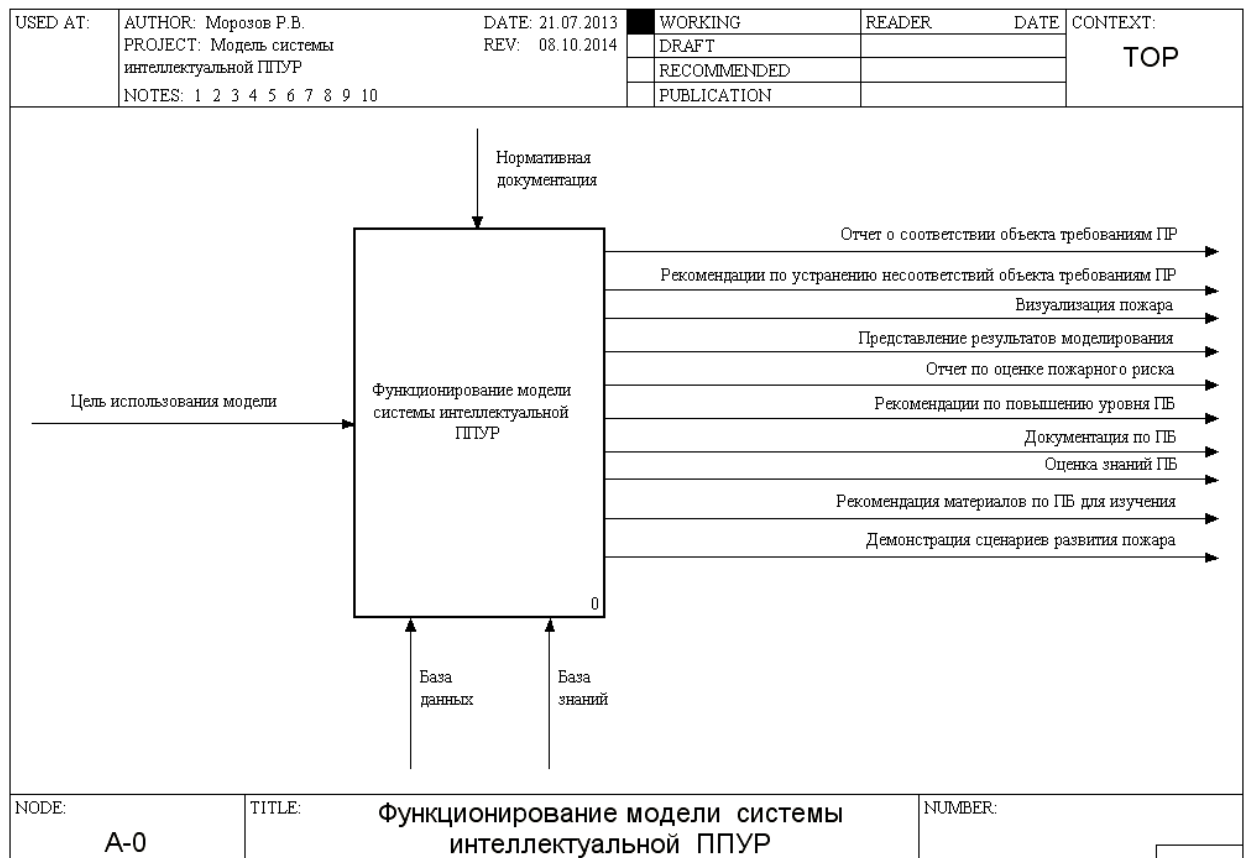 USED AT:
AUTHOR: Морозов Р.В.
DATE: 21.07.2013
PROJECT: Модель системы
REV: 08.10.2014
интеллектуальной ППУР
NOTES: 1 2 3 4 5 6 7 8 9 10
WORKING
DRAFT
RECOMMENDED
PUBLICATION
READER
DATE
CONTEXT:
TOP
Нормативная
документация
Цель использования модели
Функционирование модели
системы интеллектуальной
ППУР
0
Отчет о соответствии объекта требованиям ПР
Рекомендации по устранению несоответствий объекта требованиям ПР
Визуализация пожара
Представление результатов моделирования
Отчет по оценке пожарного риска
Рекомендации по повышению уровня ПБ
Документация по ПБ
Оценка знаний ПБ
Рекомендация материалов по ПБ для изучения
Демонстрация сценариев развития пожара
База
данных
База
знаний
NODE:
A-0
TITLE:
Функционирование модели системы
интеллектуальной ППУР
NUMBER: